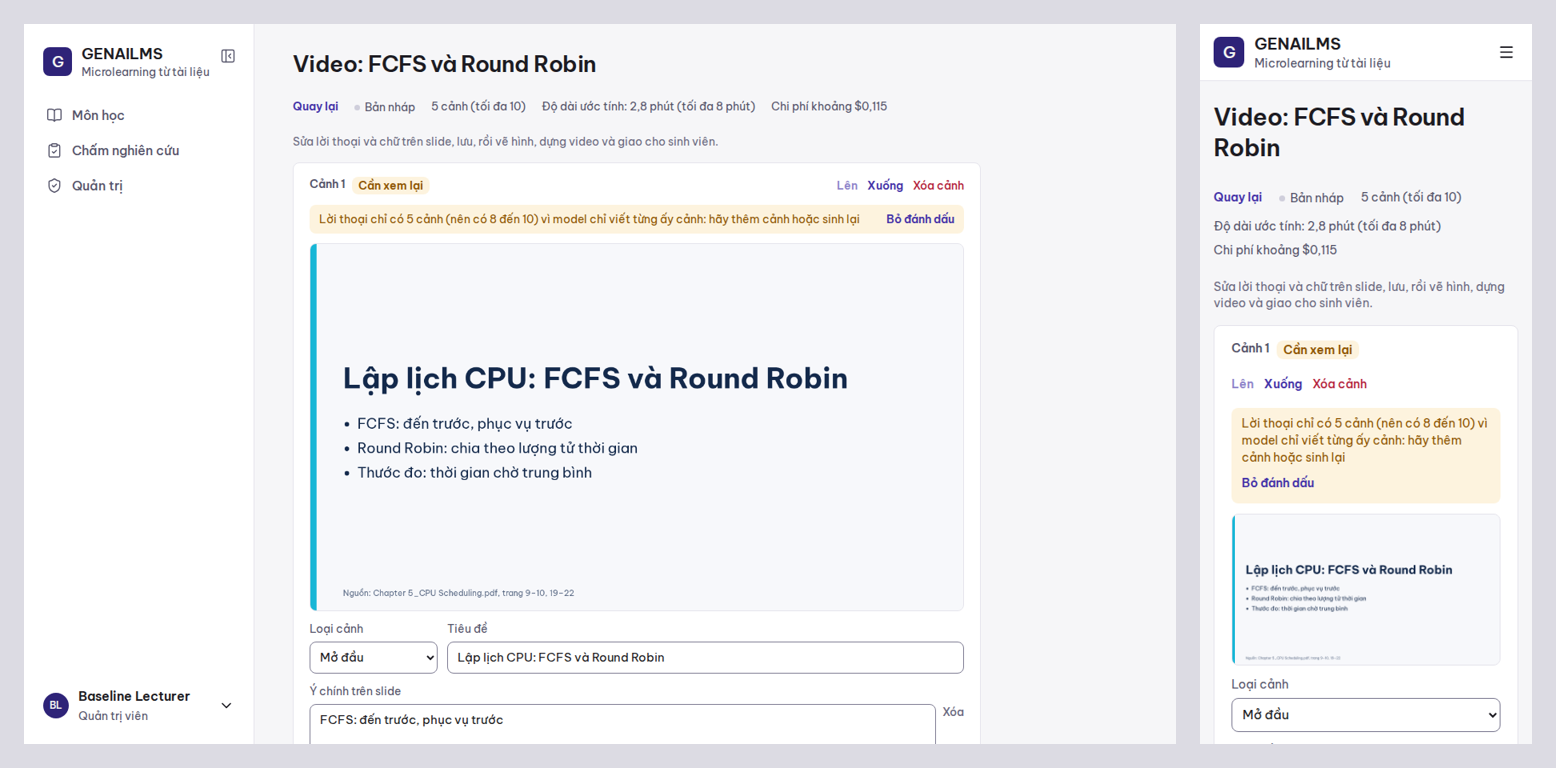 G
GENAILMS
Microlearning từ tài liệu
Môn học
Chấm nghiên cứu
Quản trị
BL
Baseline Lecturer
Quản trị viên
Video: FCFS và Round Robin
Quay lại Bản nháp 5 cảnh (tối đa 10) Độ dài ước tính: 2,8 phút (tối đa 8 phút) Chi phí khoảng $0,115
Sửa lời thoại và chữ trên slide, lưu, rồi vẽ hình, dựng video và giao cho sinh viên.
Cảnh 1 Cần xem lại Lên Xuống Xóa cảnh
Lời thoại chỉ có 5 cảnh (nên có 8 đến 10) vì model chỉ viết từng ấy cảnh: hãy thêm cảnh hoặc sinh lại Bỏ đánh dấu
Lập lịch CPU: FCFS và Round Robin
• FCFS: đến trước, phục vụ trước
• Round Robin: chia theo lượng tử thời gian
• Thước đo: thời gian chờ trung bình
Nguồn: Chapter 5_CPU Scheduling.pdf, trang 9–10, 19–22
Loại cảnh Tiêu đề
Mở đầu Lập lịch CPU: FCFS và Round Robin
Ý chính trên slide
FCFS: đến trước, phục vụ trước Xóa
G
GENAILMS
Microlearning từ tài liệu
Video: FCFS và Round
Robin
Quay lại Bản nháp 5 cảnh (tối đa 10)
Độ dài ước tính: 2,8 phút (tối đa 8 phút)
Chi phí khoảng $0,115
Sửa lời thoại và chữ trên slide, lưu, rồi vẽ hình, dựng
video và giao cho sinh viên.
Cảnh 1 Cần xem lại
Lên Xuống Xóa cảnh
Lời thoại chỉ có 5 cảnh (nên có 8 đến 10) vì
model chỉ viết từng ấy cảnh: hãy thêm
cảnh hoặc sinh lại
Bỏ đánh dấu
Lập lịch CPU: FCFS và Round Robin
• FCFS: đến trước, phục vụ trước
• Round Robin: chia theo lượng tử thời gian
• Thước đo: thời gian chờ trung bình
Nguồn: Chapter 5_CPU Scheduling.pdf, trang 9–10, 19–22
Loại cảnh
Mở đầu